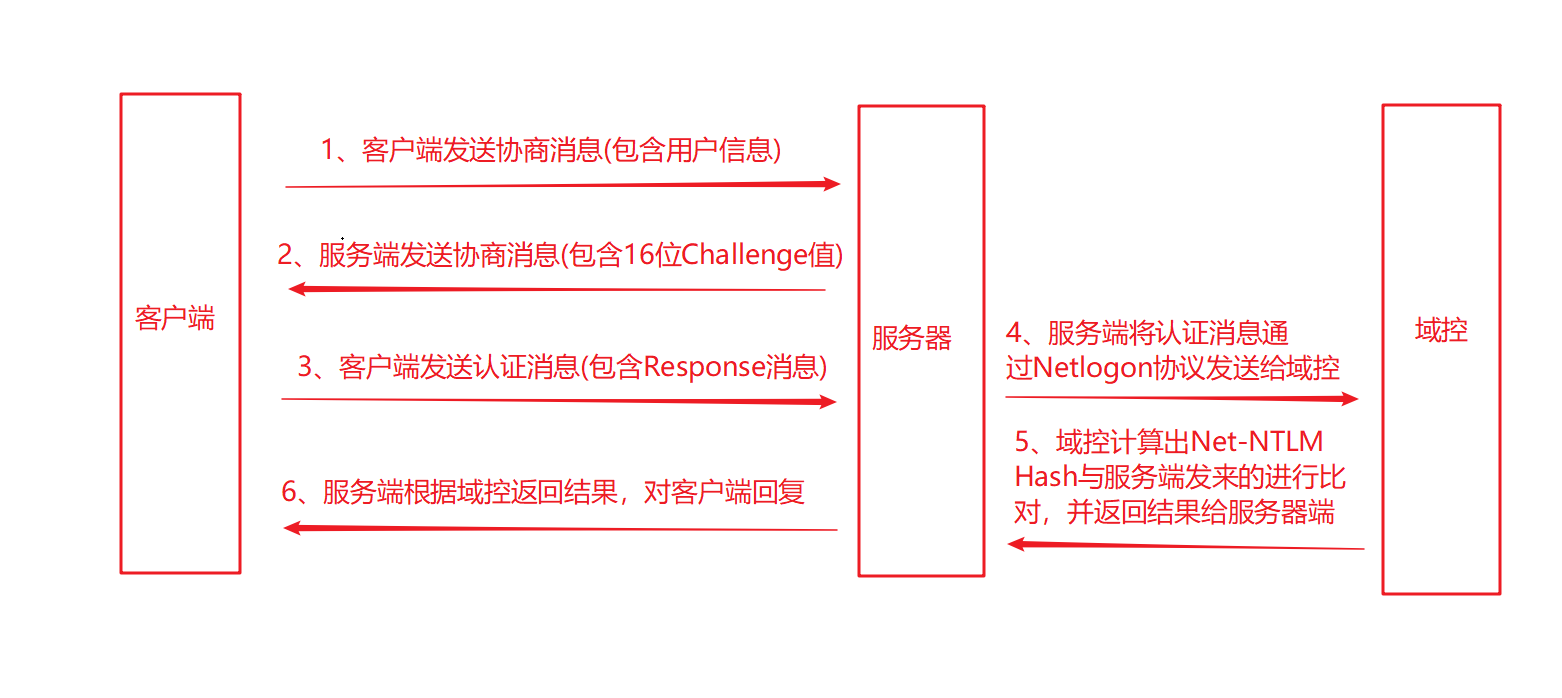 1、客户端发送协商消息(包含用户信息)
2、服务端发送协商消息(包含16位Challenge值)
客户端
3、客户端发送认证消息(包含Response消息)
6、服务端根据域控返回结果，对客户端回复
服务器
4、服务端将认证消息通
过Netlogon协议发送给域控
5、域控计算出Net-NTLM
Hash与服务端发来的进行比
对，并返回结果给服务器端
域控